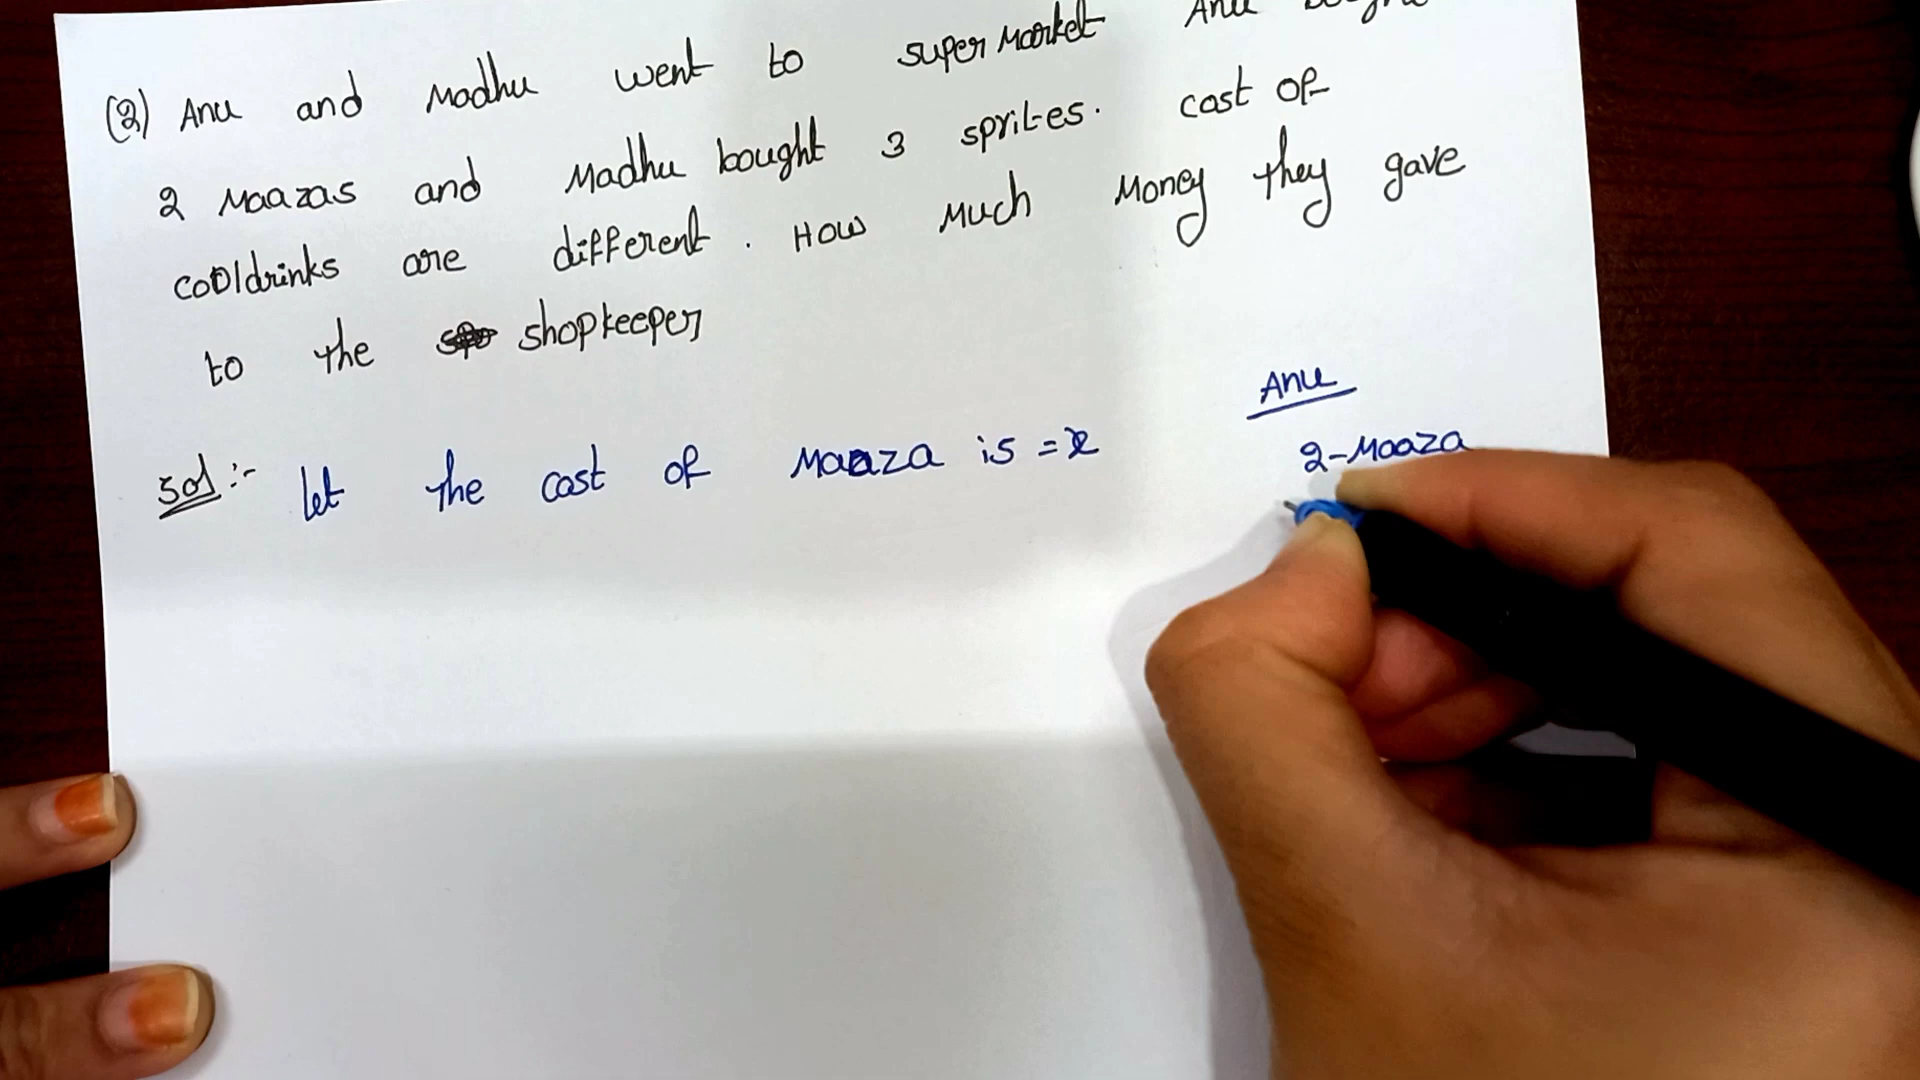 (2) Anu and Madhu went to super Market Anu
2 Maazas and Madhu bought 3 sprites. cost of
cooldrinks are different. How Much Money they gave
to the shopkeeper
Anu
Sol:- let the cost of Maaza is = x
2-Maaza